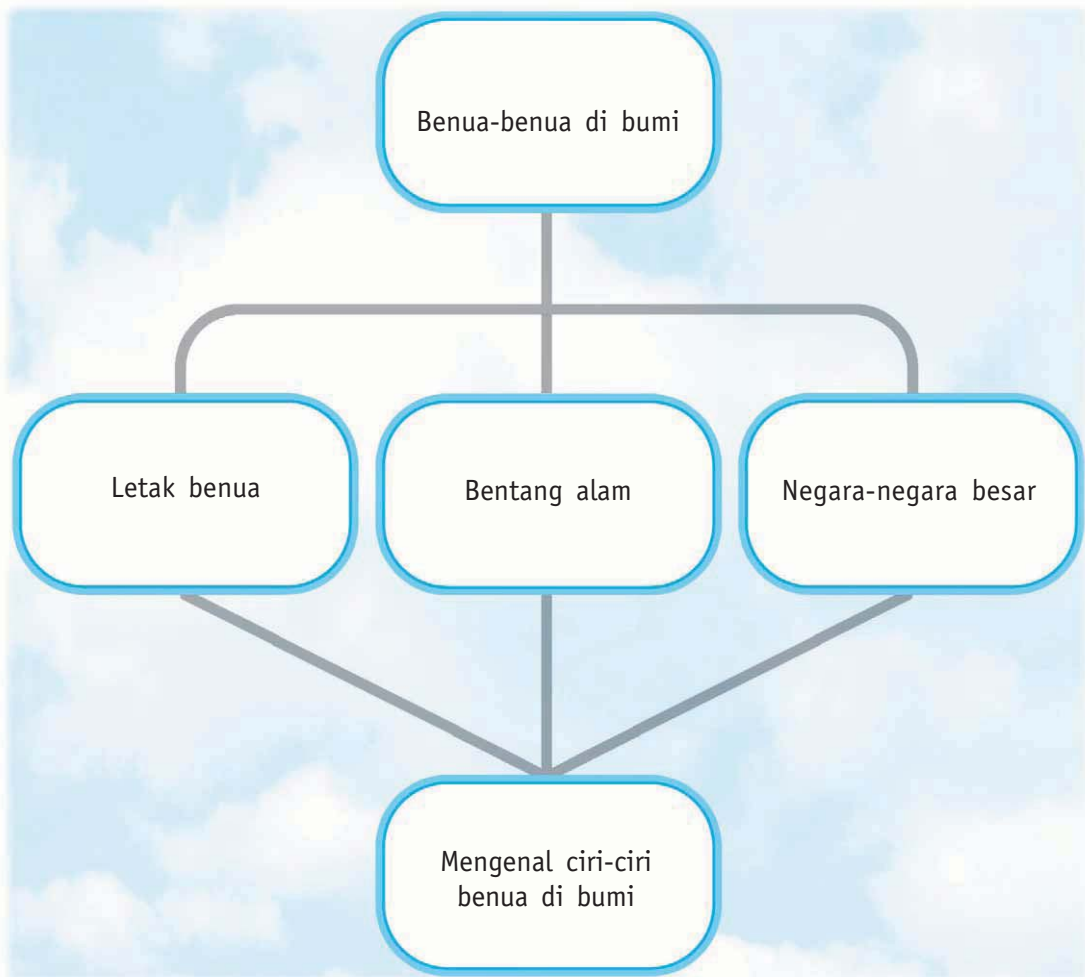 Benua-benua di bumi
Letak benua
Bentang alam
Negara-negara besar
Mengenal ciri-ciri
benua di bumi